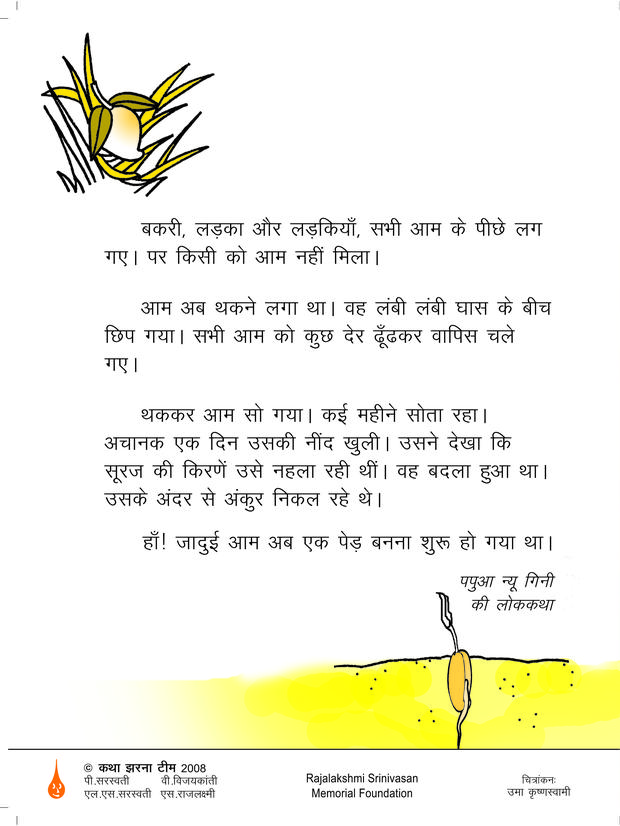 बकरी, लड़का और लड़कियाँ, सभी आम के पीछे लग
गए। पर किसी को आम नहीं मिला।
आम अब थकने लगा था। वह लंबी लंबी घास के बीच
छिप गया। सभी आम को कुछ देर ढूँढकर वापिस चले
गए।
थककर आम सो गया। कई महीने सोता रहा।
अचानक एक दिन उसकी नींद खुली। उसने देखा कि
सूरज की किरणें उसे नहला रही थीं। वह बदला हुआ था।
उसके अंदर से अंकुर निकल रहे थे।
हाँ! जादुई आम अब एक पेड़ बनना शुरू हो गया था।
पपुआ न्यू गिनी
की लोककथा
© कथा झरना टीम 2008
पी.सरस्वती वी.विजयकांती
एल.एस.सरस्वती एस.राजलक्ष्मी
Rajalakshmi Srinivasan
Memorial Foundation
चित्रांकनः
उमा कृष्णस्वामी